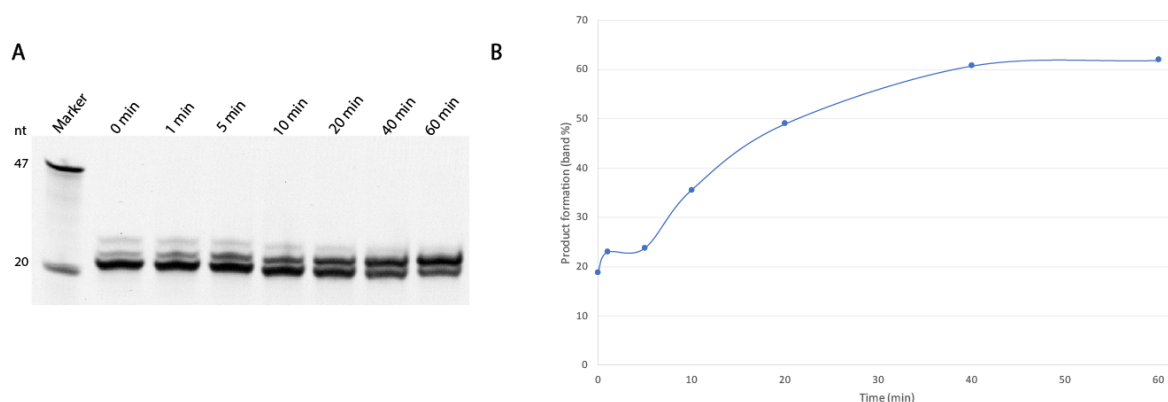 A
Marker
0 min
1 min
5 min
10 min
20 min
40 min
60 min
nt
47
20
B
Product formation (band %)
70
60
50
40
30
20
10
0
0
10
20
30
40
50
60
Time (min)